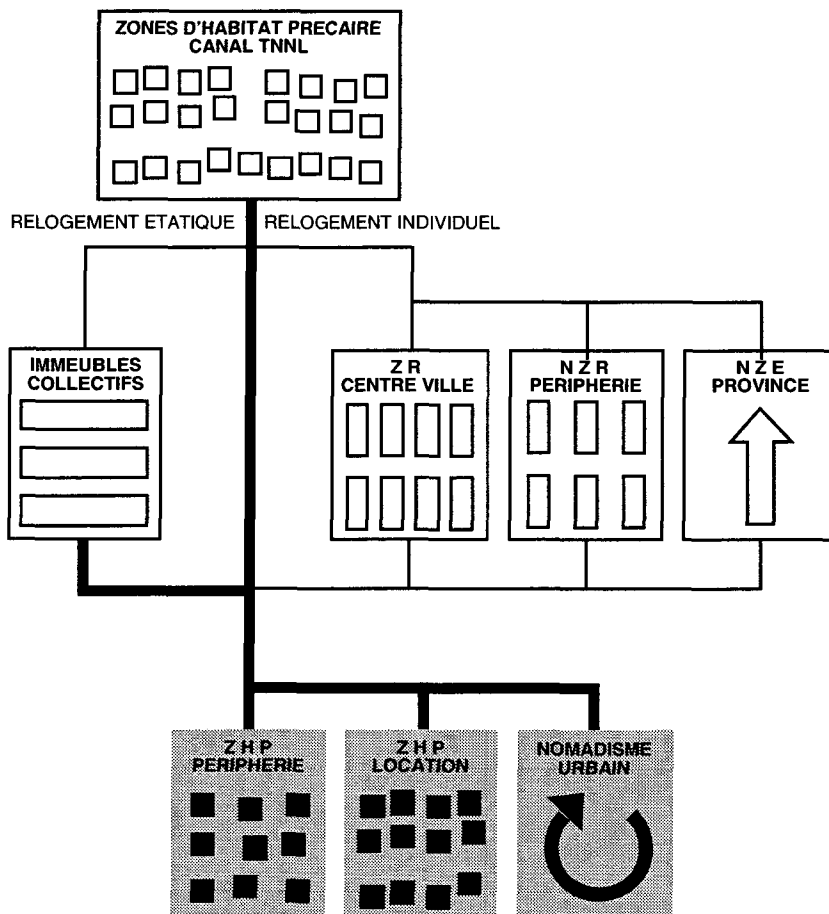 ZONES D'HABITAT PRECAIRE
CANAL TNNL
RELOGEMENT ETATIQUE
RELOGEMENT INDIVIDUEL
IMMEUBLES
COLLECTIFS
Z R
CENTRE VILLE
N Z R
PERIPHERIE
N Z E
PROVINCE
Z H P
PERIPHERIE
Z H P
LOCATION
NOMADISME
URBAIN